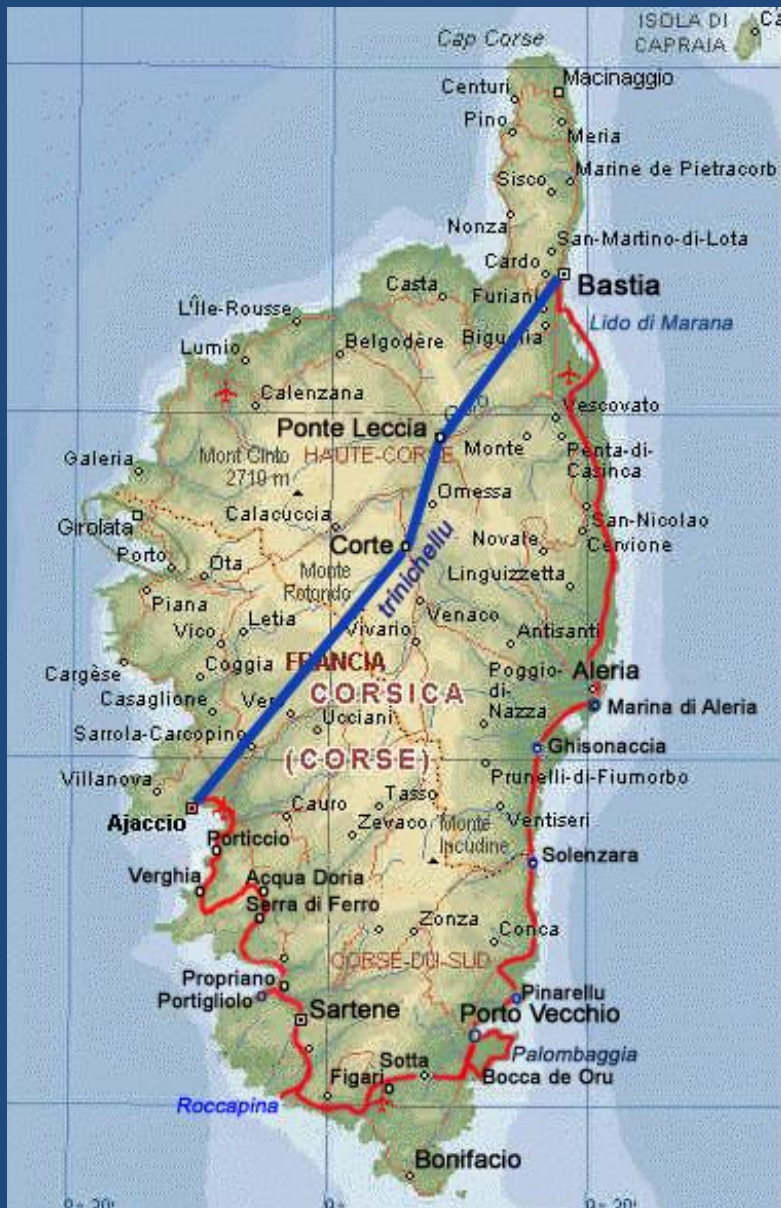 ISOLA DI Ca
CAPRAIA
Cap Corse
Centuri
Macinaggio
Pino
Meria
Marine de Pietracorb
Sisco
Nonza
San-Martino-di-Lota
Cardo
Bastia
Casta
Furiani
L'Île-Rousse
Lido di Marana
Biguglia
Lumio
Belgodère
Calenzana
Vescovato
Ponte Leccia
Golo
Monte
Penta-di-
Casinca
Mont Cinto
2710 m
HAUTE-CORSE
Galeria
Omessa
Girolata
Calacuccia
San-Nicolao
Corte
trinichellu
Novale
Cervione
Porto
Ota
Monte
Rotondo
Linguizzetta
Piana
Letia
Venaco
Vico
Vivario
Antisanti
Cargèse
Coggia
FRANCIA
Poggio-
di-
Nazza
Aleria
Casaglione
Ver
CORSICA
Marina di Aleria
Ucciani
Sarrola-Carcopino
(CORSE)
Ghisonaccia
Villanova
Prunelli-di-Fiumorbo
Ajaccio
Cauro
Tasso
Zevaco
Monte
Incudine
Ventiseri
Porticcio
Solenzara
Verghia
Acqua Doria
Serra di Ferro
Zonza
Conca
CORSE-DU-SUD
Propriano
Portigliolo
Pinarellu
Sartene
Porto Vecchio
Palombaggia
Sotta
Figari
Bocca de Oru
Roccapina
Bonifacio